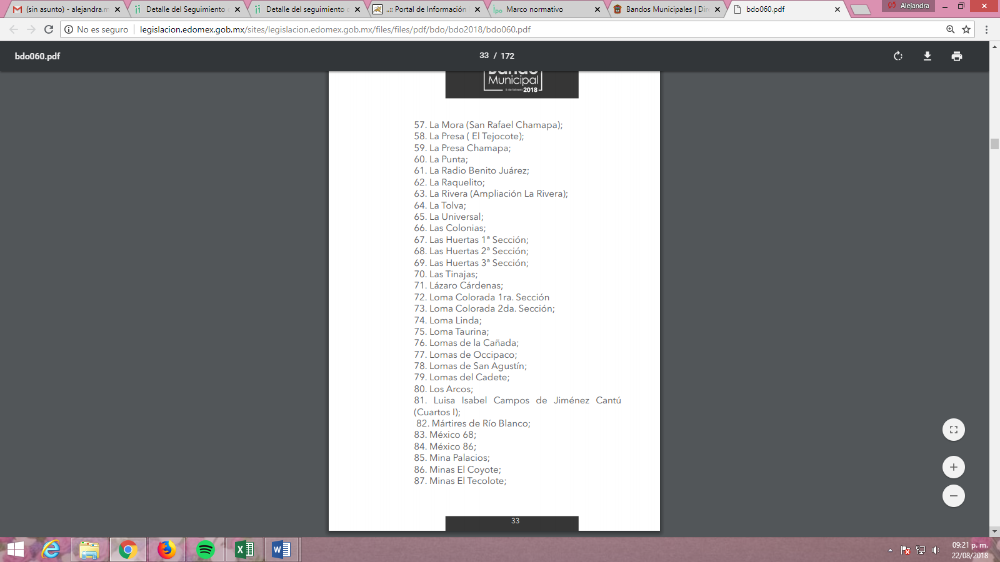 (sin asunto) - alejandra.m
Detalle del Seguimiento
Detalle del seguimiento
..:: Portal de Información
Marco normativo
Bandos Municipales | Dir
bdo060.pdf
Alejandra
No es seguro
legislacion.edomex.gob.mx/sites/legislacion.edomex.gob.mx/files/files/pdf/bdo/bdo2018/bdo060.pdf
bdo060.pdf
33 / 172
Bando
Municipal
5 de febrero 2018
57. La Mora (San Rafael Chamapa);
58. La Presa ( El Tejocote);
59. La Presa Chamapa;
60. La Punta;
61. La Radio Benito Juárez;
62. La Raquelito;
63. La Rivera (Ampliación La Rivera);
64. La Tolva;
65. La Universal;
66. Las Colonias;
67. Las Huertas 1ª Sección;
68. Las Huertas 2ª Sección;
69. Las Huertas 3ª Sección;
70. Las Tinajas;
71. Lázaro Cárdenas;
72. Loma Colorada 1ra. Sección
73. Loma Colorada 2da. Sección;
74. Loma Linda;
75. Loma Taurina;
76. Lomas de la Cañada;
77. Lomas de Occipaco;
78. Lomas de San Agustín;
79. Lomas del Cadete;
80. Los Arcos;
81. Luisa Isabel Campos de Jiménez Cantú
(Cuartos I);
82. Mártires de Río Blanco;
83. México 68;
84. México 86;
85. Mina Palacios;
86. Minas El Coyote;
87. Minas El Tecolote;
33
09:21 p. m.
22/08/2018